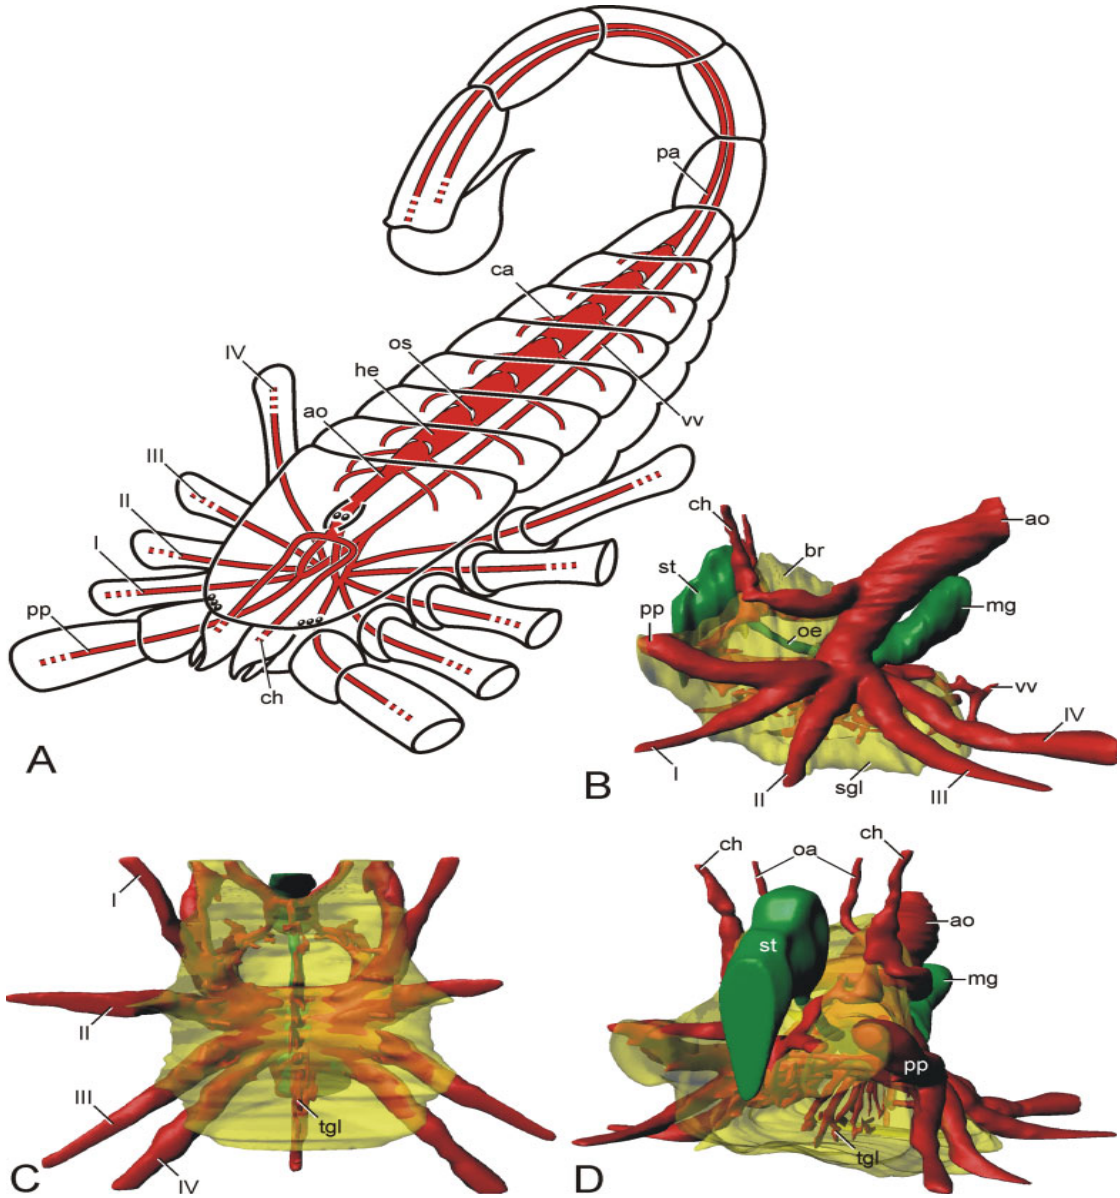 pa
ca
os
he
ao
IV
III
II
I
pp
vv
ch
A
ch
st
pp
br
oe
ao
mg
vv
IV
I
II
sgl
III
B
I
II
III
IV
tgl
C
ch
oa
ch
st
ao
mg
pp
tgl
D